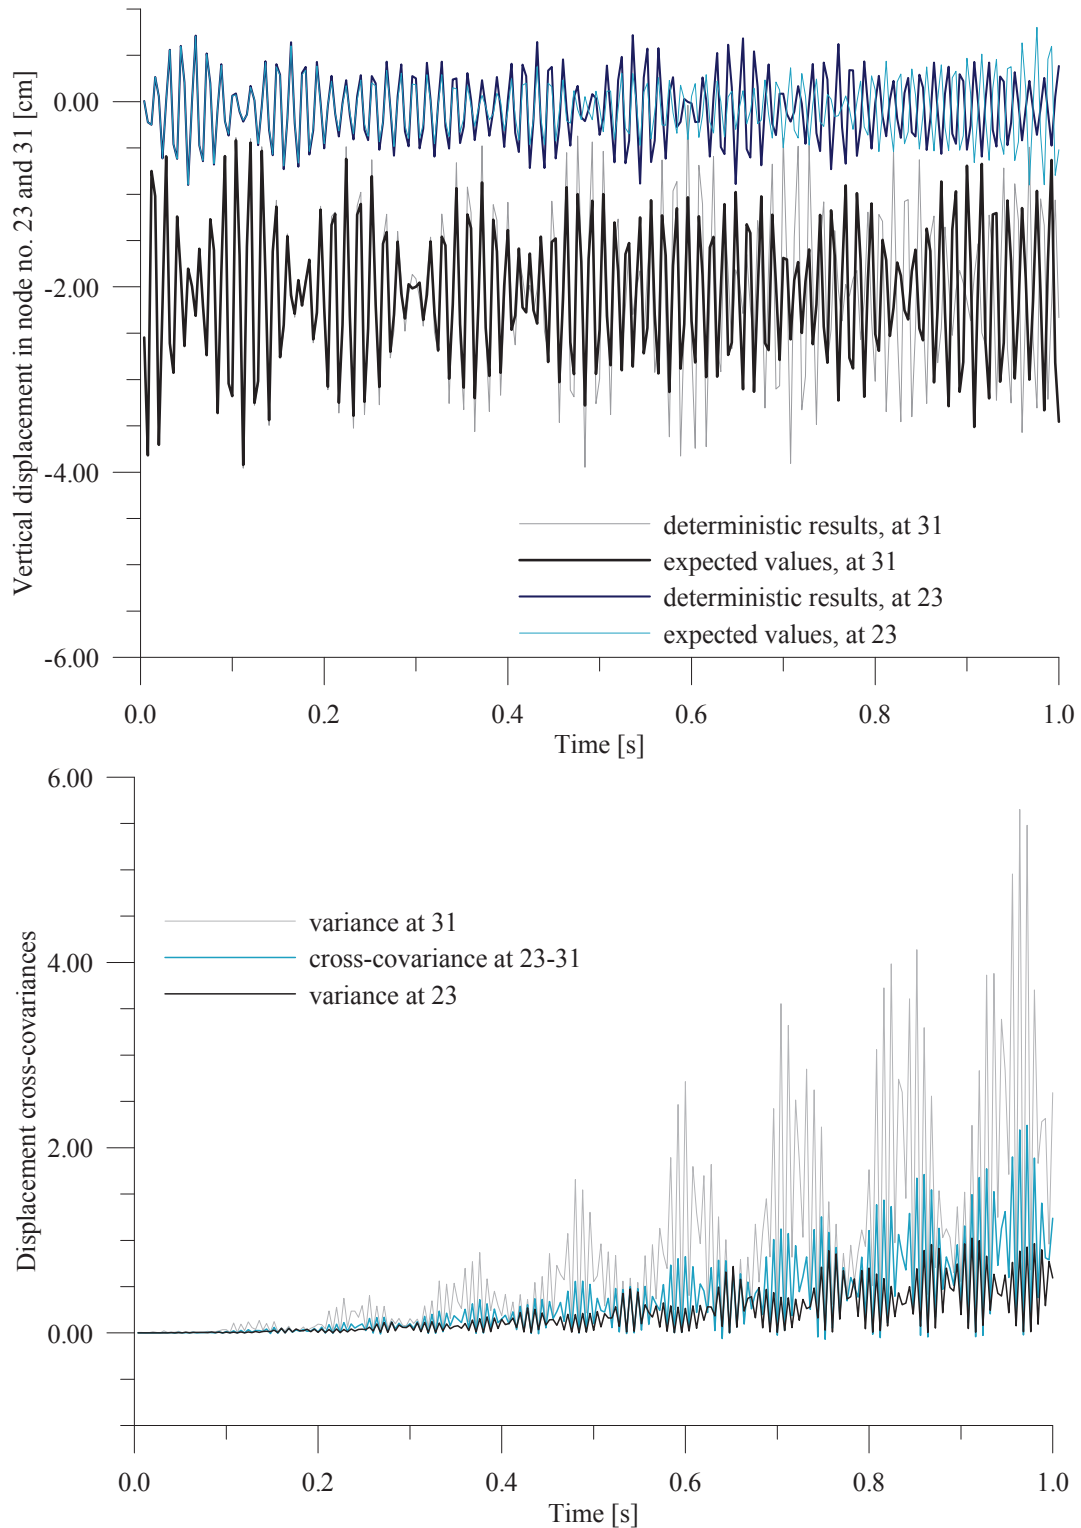 Vertical displacement in node no. 23 and 31 [cm]
0.00
-2.00
-4.00
-6.00
deterministic results, at 31
expected values, at 31
deterministic results, at 23
expected values, at 23
0.0 0.2 0.4 0.6 0.8 1.0
Time [s]
Displacement cross-covariances
6.00
4.00
2.00
0.00
variance at 31
cross-covariance at 23-31
variance at 23
0.0 0.2 0.4 0.6 0.8 1.0
Time [s]